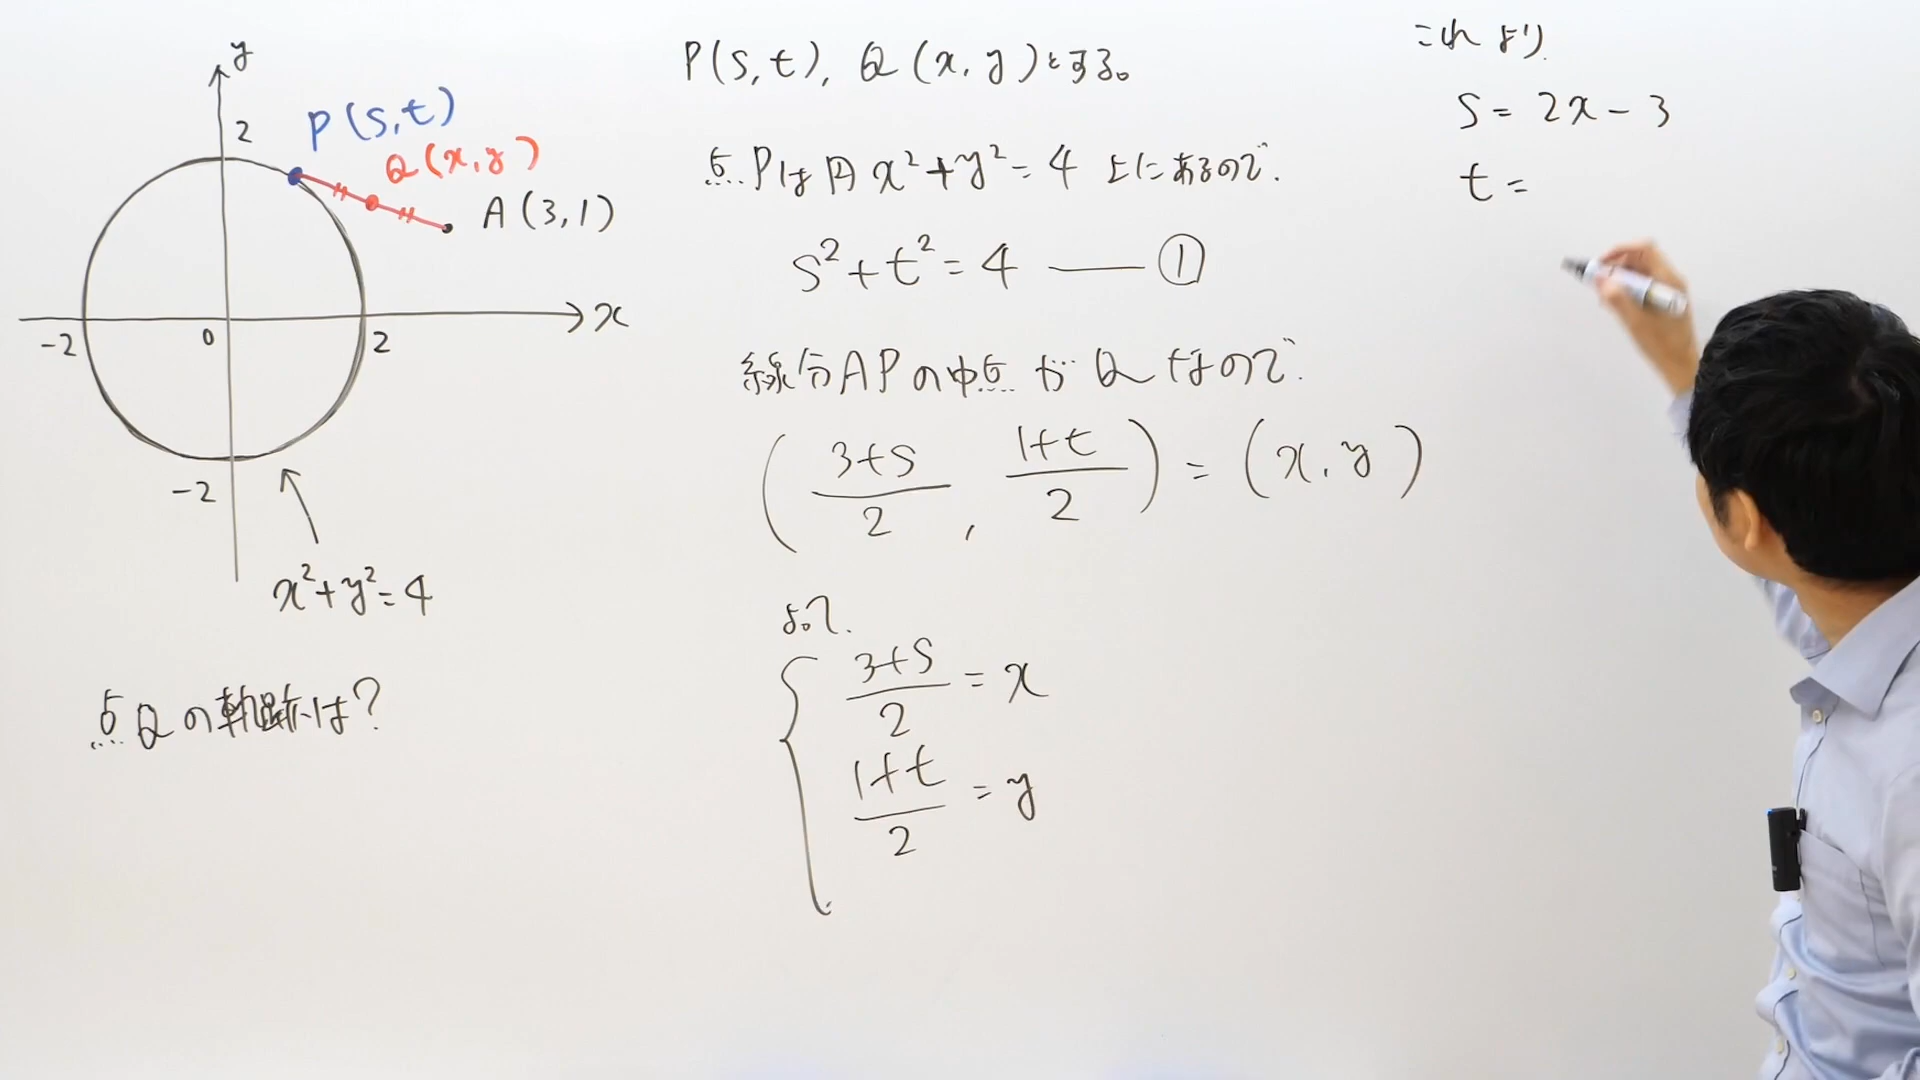 y
2
P(s,t)
Q(x,y)
A(3,1)
-2
0
2
x
-2
x²+y²=4
点Qの軌跡は?
P(s,t), Q(x,y)とする。
点Pは円x²+y²=4上にあるので.
s²+t²=4 —— ①
線分APの中点がQなので.
(3+s/2, 1+t/2)=(x,y)
よって.
{3+s/2=x
1+t/2=y
これより.
s=2x-3
t=